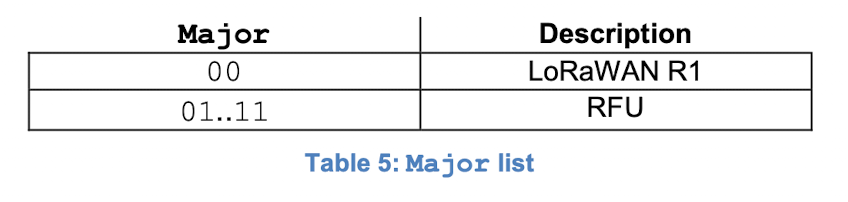 Major Description
00 LoRaWAN R1
01..11 RFU
Table 5: Major list